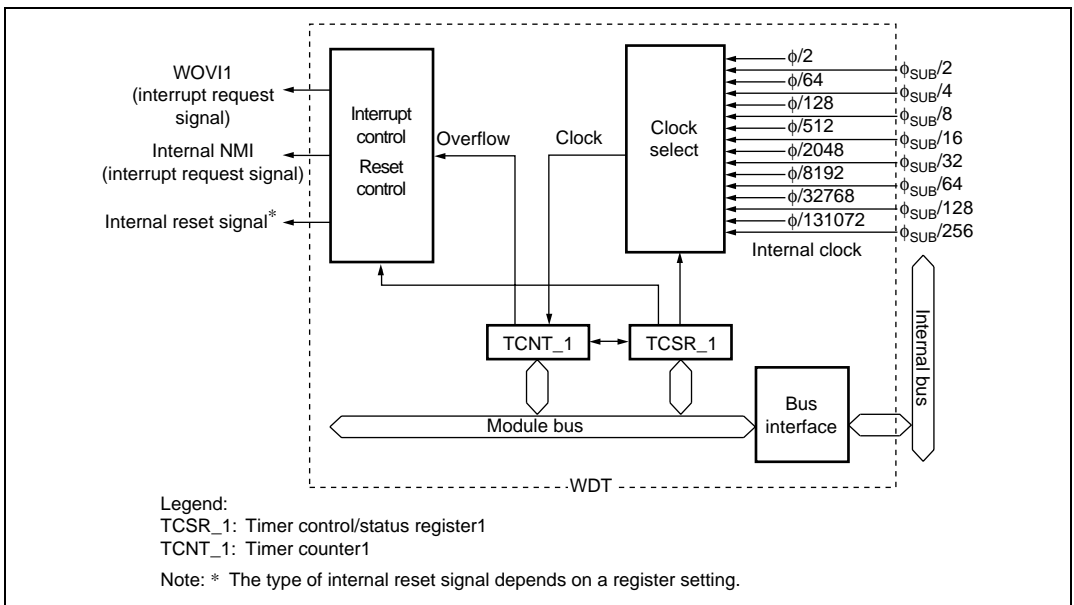 WOVI1
(interrupt request
signal)
Internal NMI
(interrupt request signal)
Internal reset signal*
Interrupt
control
Reset
control
Overflow
Clock
Clock
select
ϕ/2
ϕ/64
ϕ/128
ϕ/512
ϕ/2048
ϕ/8192
ϕ/32768
ϕ/131072
Internal clock
ϕSUB/2
ϕSUB/4
ϕSUB/8
ϕSUB/16
ϕSUB/32
ϕSUB/64
ϕSUB/128
ϕSUB/256
TCNT_1
TCSR_1
Module bus
Bus
interface
Internal bus
WDT
Legend:
TCSR_1: Timer control/status register1
TCNT_1: Timer counter1
Note: * The type of internal reset signal depends on a register setting.